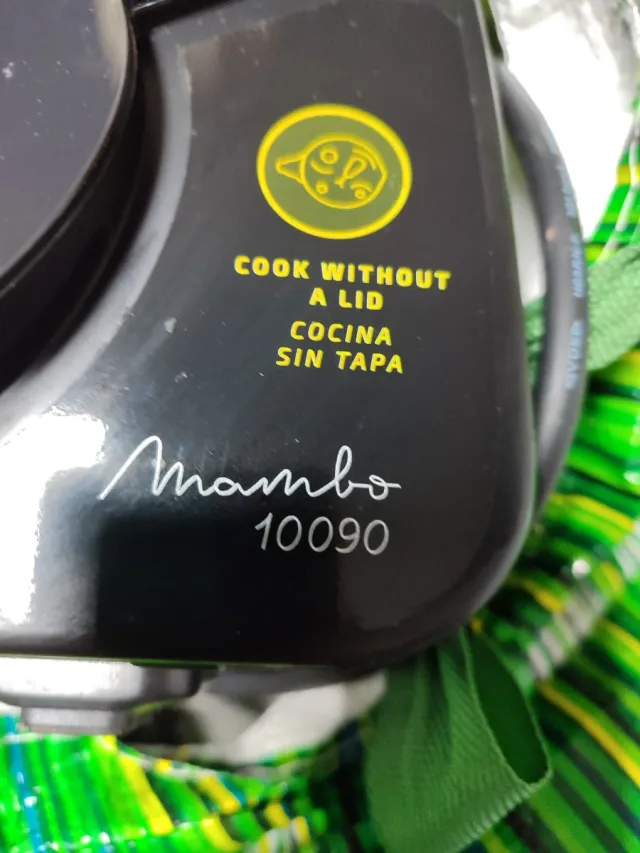 COOK WITHOUT
A LID
COCINA
SIN TAPA
Mambo
10090